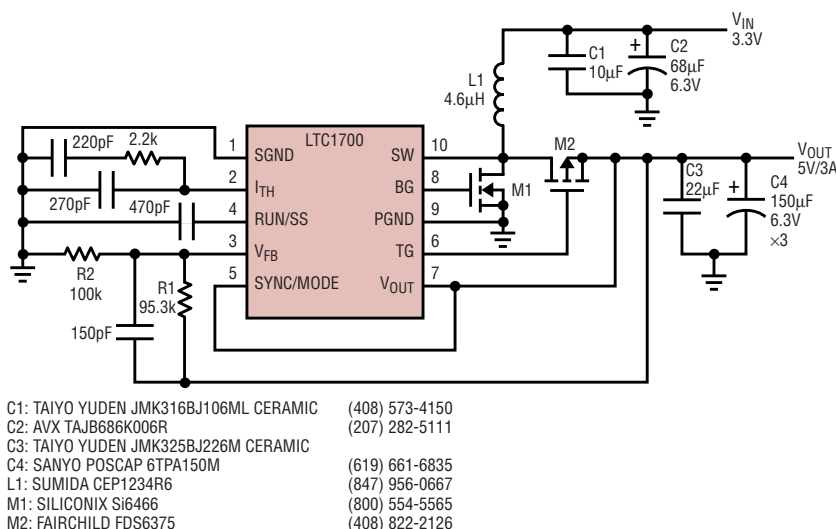 V_IN
3.3V
C1
10µF
+
C2
68µF
6.3V
L1
4.6µH
220pF
2.2k
270pF
470pF
R2
100k
150pF
R1
95.3k
LTC1700
1
SGND
2
I_TH
4
RUN/SS
3
V_FB
5
SYNC/MODE
SW
10
BG
8
PGND
9
TG
6
V_OUT
7
M1
M2
V_OUT
5V/3A
C3
22µF
+
C4
150µF
6.3V
×3
C1: TAIYO YUDEN JMK316BJ106ML CERAMIC (408) 573-4150
C2: AVX TAJB686K006R (207) 282-5111
C3: TAIYO YUDEN JMK325BJ226M CERAMIC
C4: SANYO POSCAP 6TPA150M (619) 661-6835
L1: SUMIDA CEP1234R6 (847) 956-0667
M1: SILICONIX Si6466 (800) 554-5565
M2: FAIRCHILD FDS6375 (408) 822-2126